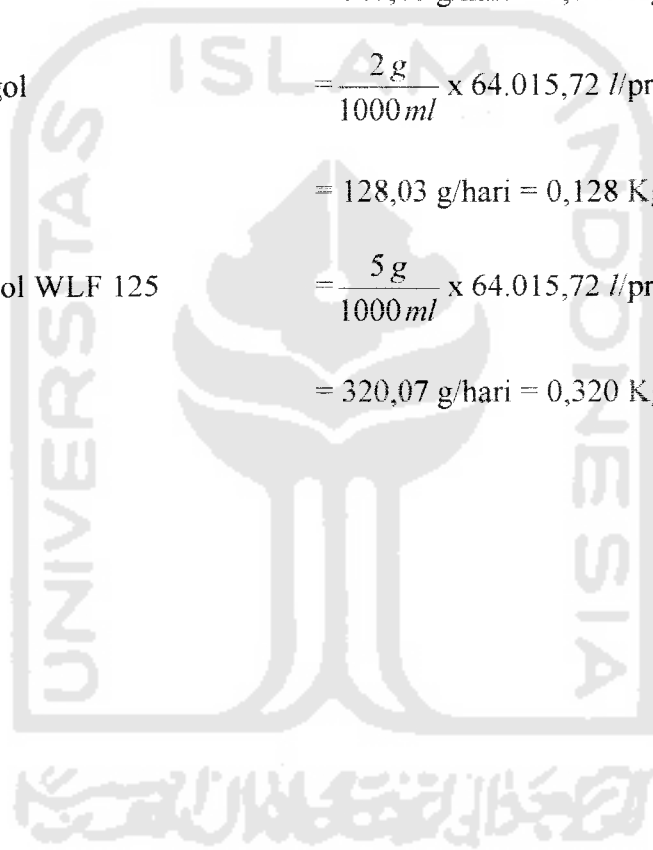 g/hari
ISLAM
gol = 2 g / 1000 ml x 64.015,72 l/pr
= 128,03 g/hari = 0,128 K
ol WLF 125 = 5 g / 1000 ml x 64.015,72 l/pr
= 320,07 g/hari = 0,320 K
UNIVERSITAS
INDONESIA